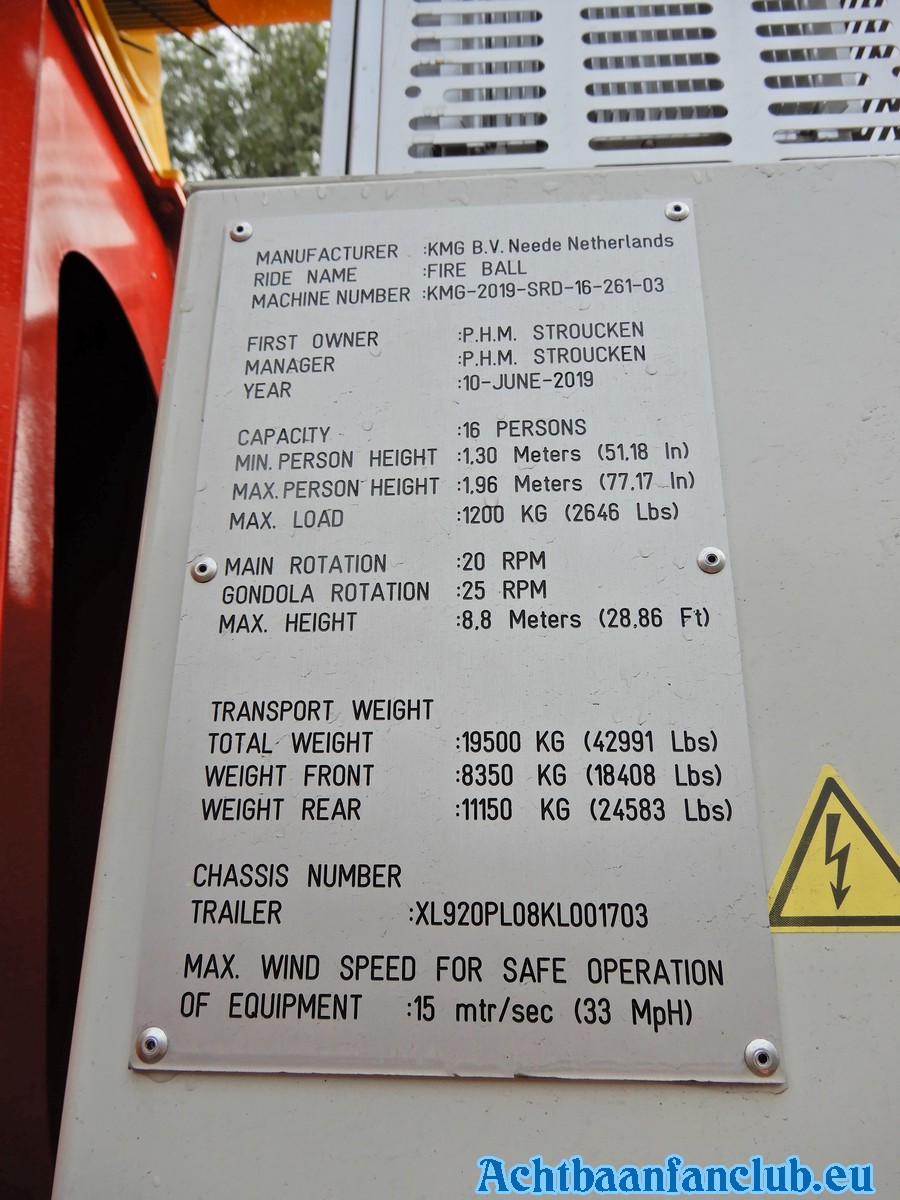 MANUFACTURER :KMG B.V. Neede Netherlands
RIDE NAME :FIRE BALL
MACHINE NUMBER :KMG-2019-SRD-16-261-03
FIRST OWNER :P.H.M. STROUCKEN
MANAGER :P.H.M. STROUCKEN
YEAR :10-JUNE-2019
CAPACITY :16 PERSONS
MIN. PERSON HEIGHT :1,30 Meters (51,18 In)
MAX. PERSON HEIGHT :1,96 Meters (77,17 In)
MAX. LOAD :1200 KG (2646 Lbs)
MAIN ROTATION :20 RPM
GONDOLA ROTATION :25 RPM
MAX. HEIGHT :8,8 Meters (28,86 Ft)
TRANSPORT WEIGHT
TOTAL WEIGHT :19500 KG (42991 Lbs)
WEIGHT FRONT :8350 KG (18408 Lbs)
WEIGHT REAR :11150 KG (24583 Lbs)
CHASSIS NUMBER
TRAILER :XL920PL08KL001703
MAX. WIND SPEED FOR SAFE OPERATION
OF EQUIPMENT :15 mtr/sec (33 MpH)
Achtbaanfanclub.eu